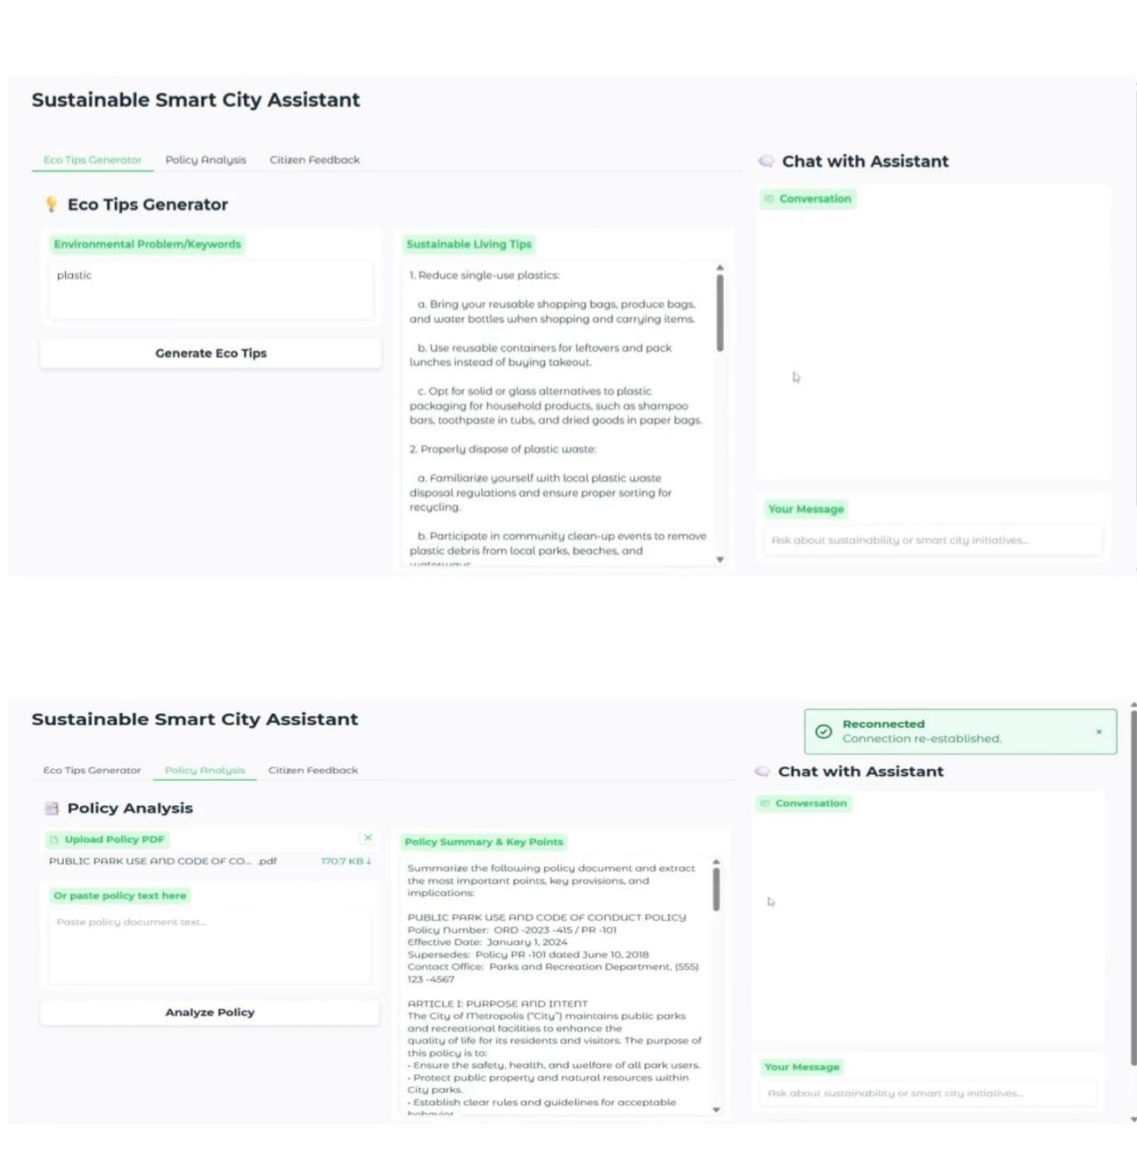 Sustainable Smart City Assistant
Eco Tips Generator Policy Analysis Citizen Feedback
Eco Tips Generator
Environmental Problem/Keywords
plastic
Generate Eco Tips
Sustainable Living Tips
1. Reduce single-use plastics:
a. Bring your reusable shopping bags, produce bags,
and water bottles when shopping and carrying items.
b. Use reusable containers for leftovers and pack
lunches instead of buying takeout.
c. Opt for solid or glass alternatives to plastic
packaging for household products, such as shampoo
bars, toothpaste in tubs, and dried goods in paper bags.
2. Properly dispose of plastic waste:
a. Familiarize yourself with local plastic waste
disposal regulations and ensure proper sorting for
recycling.
b. Participate in community clean-up events to remove
plastic debris from local parks, beaches, and
waterways
Chat with Assistant
Conversation
Your Message
Ask about sustainability or smart city initiatives...
Sustainable Smart City Assistant
Reconnected
Connection re-established.
Eco Tips Generator Policy Analysis Citizen Feedback
Policy Analysis
Upload Policy PDF
PUBLIC PARK USE AND CODE OF CO... .pdf 170.7 KB ↓
Or paste policy text here
Paste policy document text...
Analyze Policy
Policy Summary & Key Points
Summarize the following policy document and extract
the most important points, key provisions, and
implications:
PUBLIC PARK USE AND CODE OF CONDUCT POLICY
Policy Number: ORD -2023 -415 / PR -101
Effective Date: January 1, 2024
Supersedes: Policy PR -101 dated June 10, 2018
Contact Office: Parks and Recreation Department, (555)
123 -4567
ARTICLE I: PURPOSE AND INTENT
The City of Metropolis ("City") maintains public parks
and recreational facilities to enhance the
quality of life for its residents and visitors. The purpose of
this policy is to:
• Ensure the safety, health, and welfare of all park users.
• Protect public property and natural resources within
City parks.
• Establish clear rules and guidelines for acceptable
behavior
Chat with Assistant
Conversation
Your Message
Ask about sustainability or smart city initiatives...